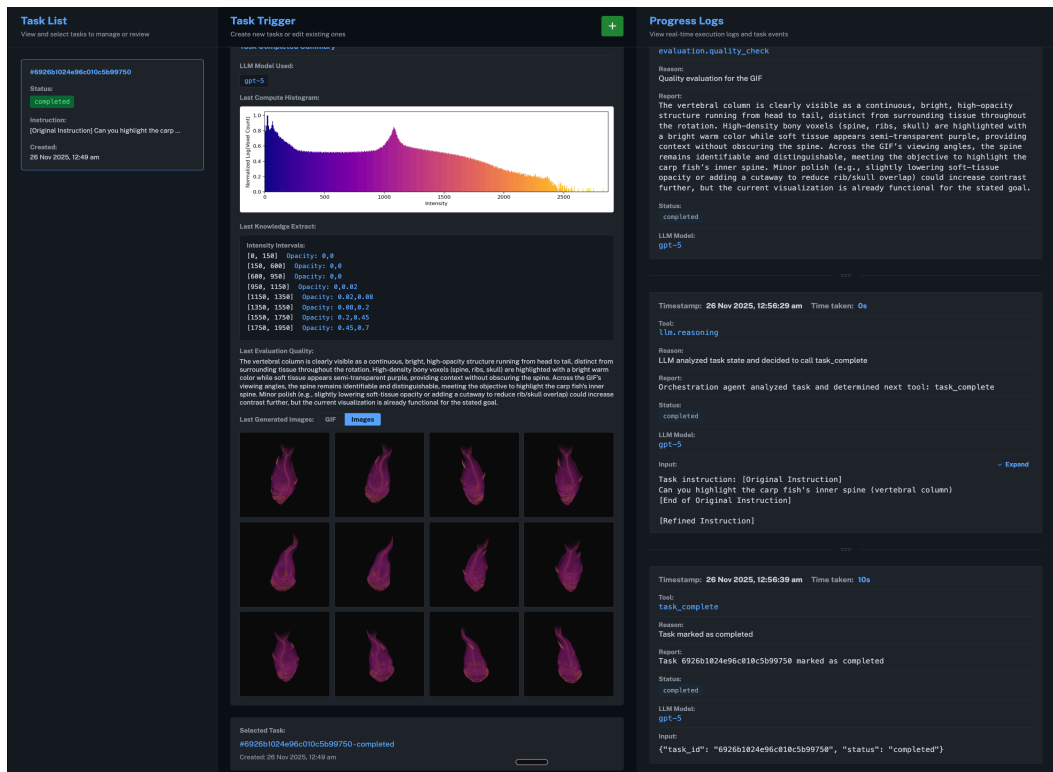 Task List
View and select tasks to manage or review
#6926b1024e96c010c5b99750
Status:
completed
Instruction:
[Original Instruction] Can you highlight the carp ...
Created:
26 Nov 2025, 12:49 am
Task Trigger
Create new tasks or edit existing ones
+
Task Completed Summary
LLM Model Used:
gpt-5
Last Compute Histogram:
Normalized Log(Voxel Count)
1.0
0.8
0.6
0.4
0.2
0.0
0
500
1000
1500
2000
2500
Intensity
Last Knowledge Extract:
Intensity Intervals:
[0, 150] Opacity: 0,0
[150, 600] Opacity: 0,0
[600, 950] Opacity: 0,0
[950, 1150] Opacity: 0,0.02
[1150, 1350] Opacity: 0.02,0.08
[1350, 1550] Opacity: 0.08,0.2
[1550, 1750] Opacity: 0.2,0.45
[1750, 1950] Opacity: 0.45,0.7
Last Evaluation Quality:
The vertebral column is clearly visible as a continuous, bright, high-opacity structure running from head to tail, distinct from
surrounding tissue throughout the rotation. High-density bony voxels (spine, ribs, skull) are highlighted with a bright warm
color while soft tissue appears semi-transparent purple, providing context without obscuring the spine. Across the GIF's
viewing angles, the spine remains identifiable and distinguishable, meeting the objective to highlight the carp fish's inner
spine. Minor polish (e.g., slightly lowering soft-tissue opacity or adding a cutaway to reduce rib/skull overlap) could increase
contrast further, but the current visualization is already functional for the stated goal.
Last Generated Images: GIF Images
Selected Task:
#6926b1024e96c010c5b99750 - completed
Created: 26 Nov 2025, 12:49 am
Progress Logs
View real-time execution logs and task events
evaluation.quality_check
Reason:
Quality evaluation for the GIF
Report:
The vertebral column is clearly visible as a continuous, bright, high-opacity
structure running from head to tail, distinct from surrounding tissue throughout
the rotation. High-density bony voxels (spine, ribs, skull) are highlighted with
a bright warm color while soft tissue appears semi-transparent purple, providing
context without obscuring the spine. Across the GIF's viewing angles, the spine
remains identifiable and distinguishable, meeting the objective to highlight the
carp fish's inner spine. Minor polish (e.g., slightly lowering soft-tissue
opacity or adding a cutaway to reduce rib/skull overlap) could increase contrast
further, but the current visualization is already functional for the stated goal.
Status:
completed
LLM Model:
gpt-5
Timestamp: 26 Nov 2025, 12:56:29 am Time taken: 0s
Tool:
llm.reasoning
Reason:
LLM analyzed task state and decided to call task_complete
Report:
Orchestration agent analyzed task and determined next tool: task_complete
Status:
completed
LLM Model:
gpt-5
Input:
Expand
Task instruction: [Original Instruction]
Can you highlight the carp fish's inner spine (vertebral column)
[End of Original Instruction]
[Refined Instruction]
Timestamp: 26 Nov 2025, 12:56:39 am Time taken: 10s
Tool:
task_complete
Reason:
Task marked as completed
Report:
Task 6926b1024e96c010c5b99750 marked as completed
Status:
completed
LLM Model:
gpt-5
Input:
{"task_id": "6926b1024e96c010c5b99750", "status": "completed"}